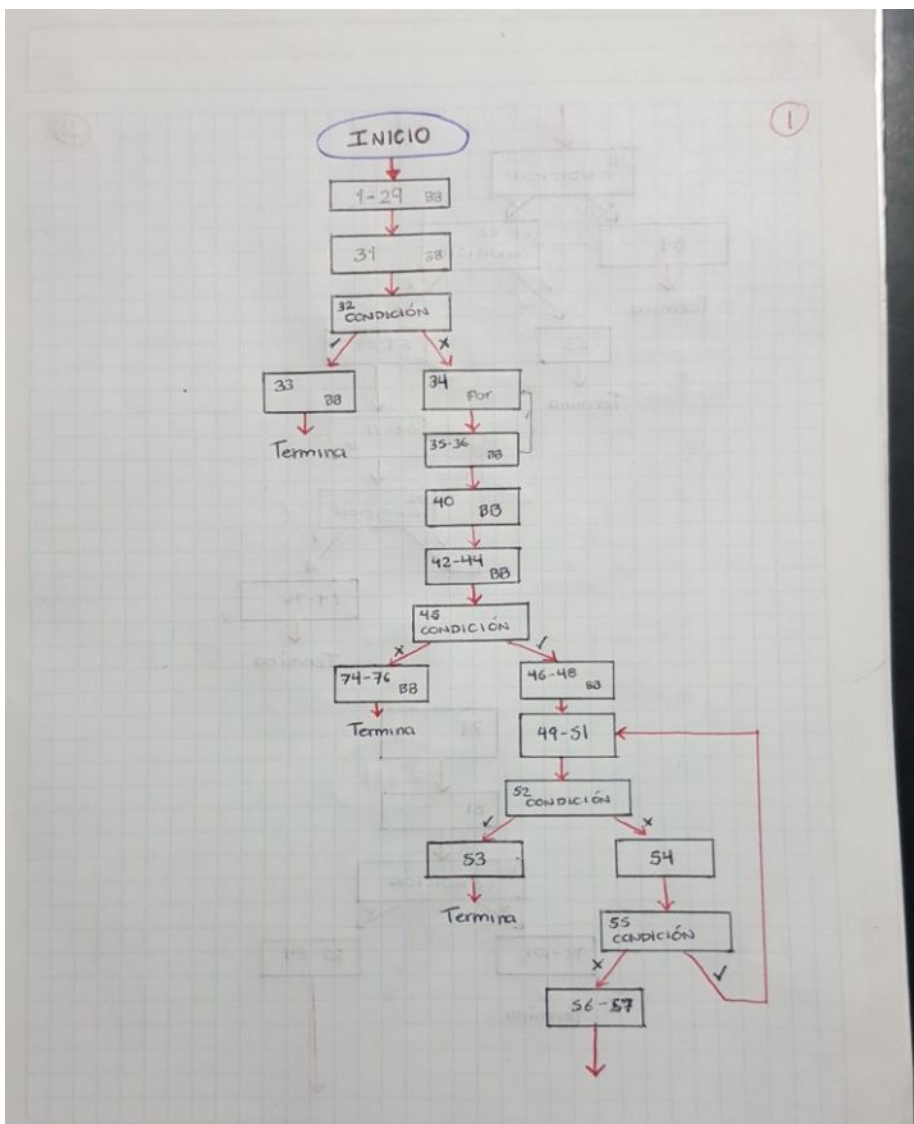 1
INICIO
1-29 BB
31 BB
32
CONDICIÓN
✓ x
33 BB
34 For
Termina
35-36 BB
40 BB
42-44 BB
45
CONDICIÓN
x ✓
74-76 BB
46-48 BB
Termina
49-51
52
CONDICIÓN
✓ x
53
54
Termina
55
CONDICIÓN
x ✓
56-57